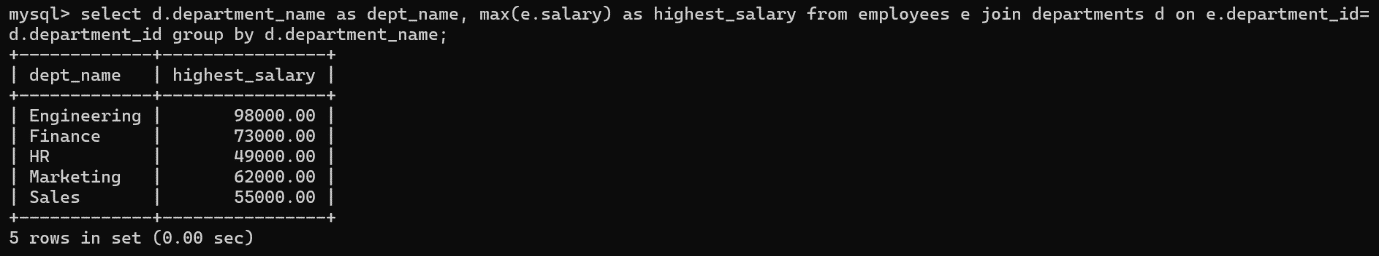 mysql> select d.department_name as dept_name, max(e.salary) as highest_salary from employees e join departments d on e.department_id=
d.department_id group by d.department_name;
+-------------+----------------+
| dept_name   | highest_salary |
+-------------+----------------+
| Engineering |       98000.00 |
| Finance     |       73000.00 |
| HR          |       49000.00 |
| Marketing   |       62000.00 |
| Sales       |       55000.00 |
+-------------+----------------+
5 rows in set (0.00 sec)